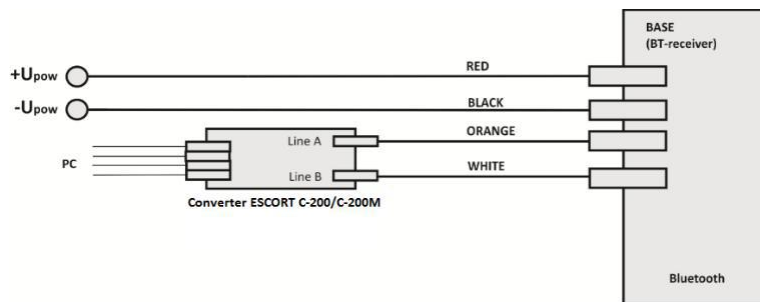 BASE
(BT-receiver)
RED
+Upow
BLACK
-Upow
ORANGE
Line A
PC
WHITE
Line B
Converter ESCORT C-200/C-200M
Bluetooth